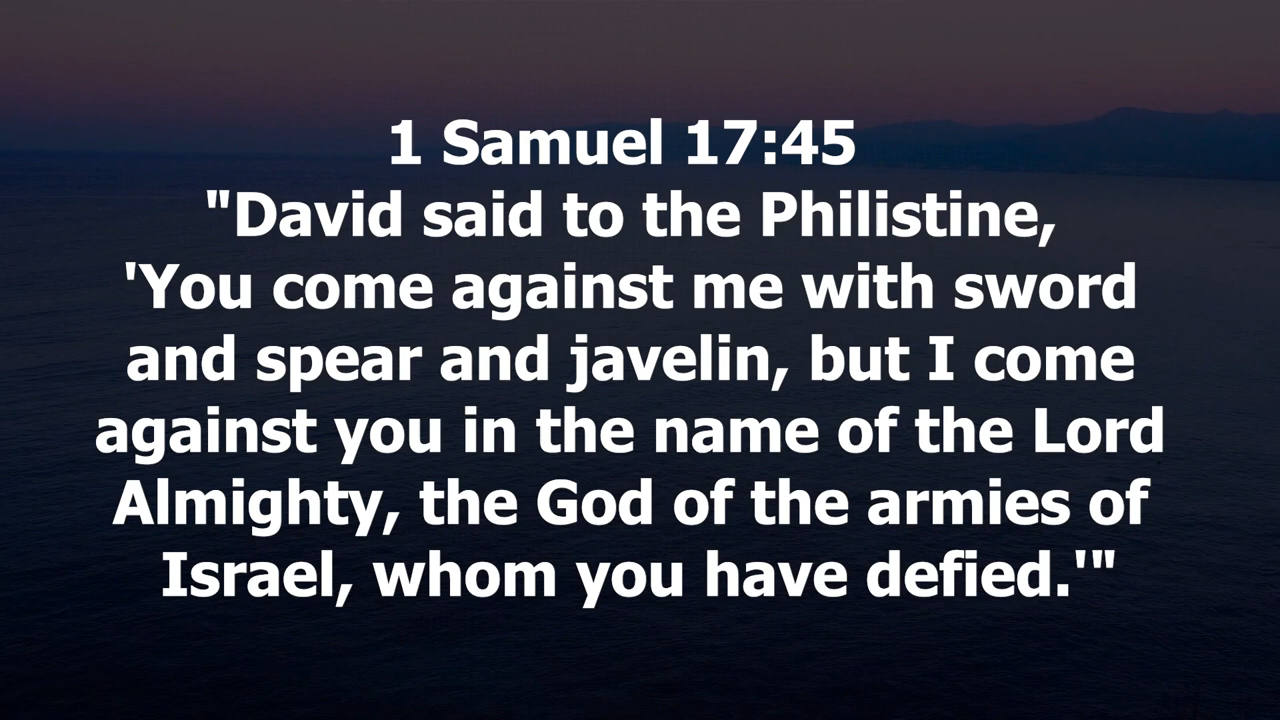 1 Samuel 17:45
"David said to the Philistine,
'You come against me with sword
and spear and javelin, but I come
against you in the name of the Lord
Almighty, the God of the armies of
Israel, whom you have defied.'"